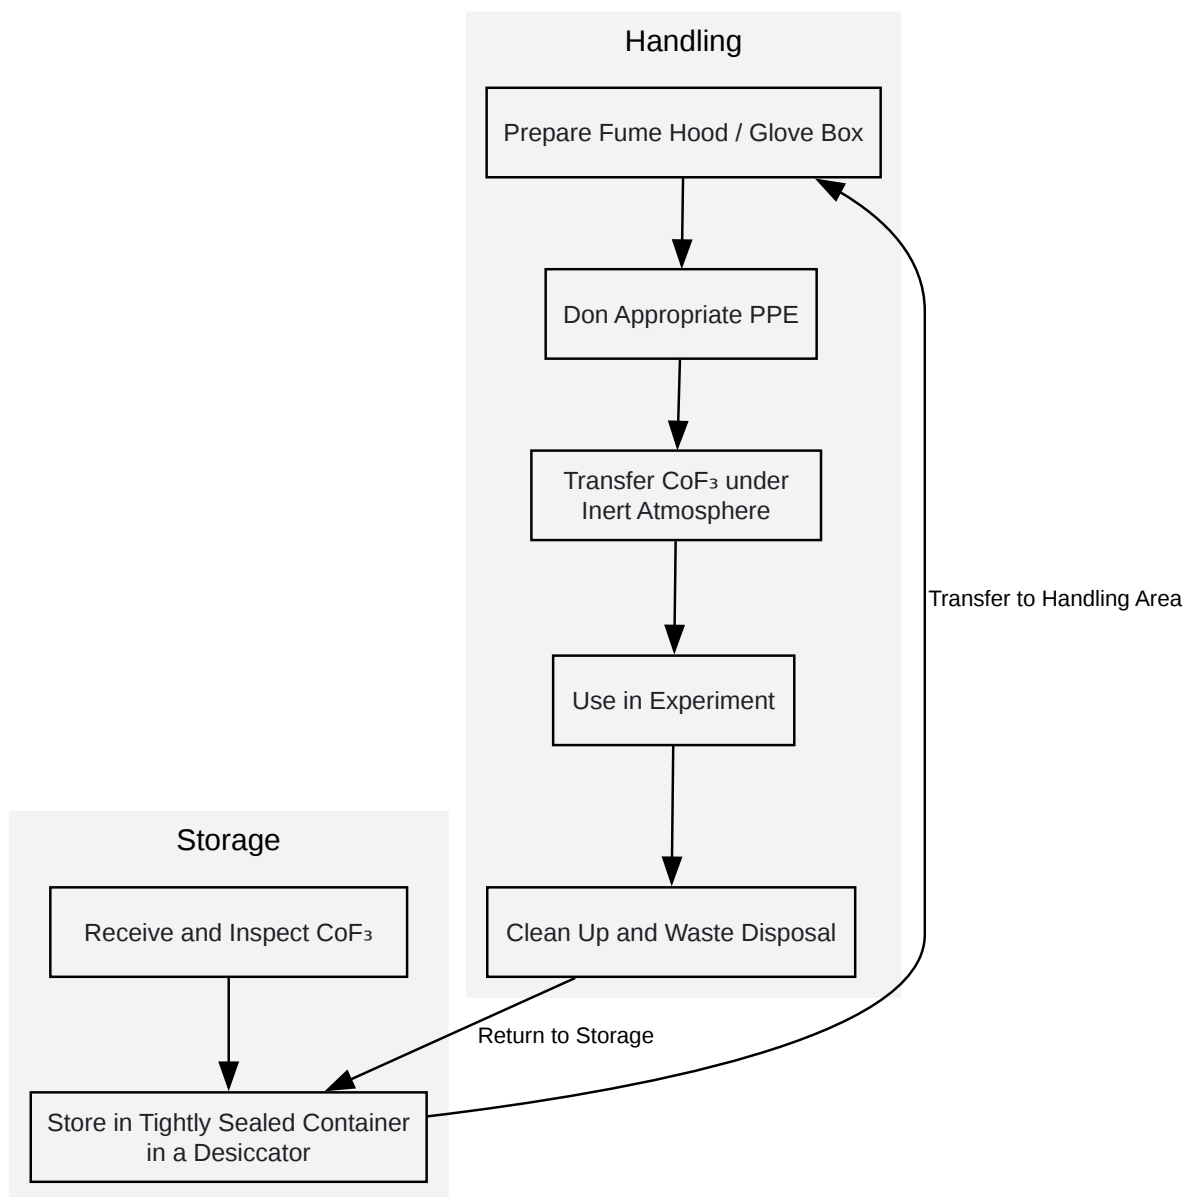 Handling
Prepare Fume Hood / Glove Box
Don Appropriate PPE
Transfer CoF₃ under
Inert Atmosphere
Transfer to Handling Area
Use in Experiment
Clean Up and Waste Disposal
Return to Storage
Storage
Receive and Inspect CoF₃
Store in Tightly Sealed Container
in a Desiccator